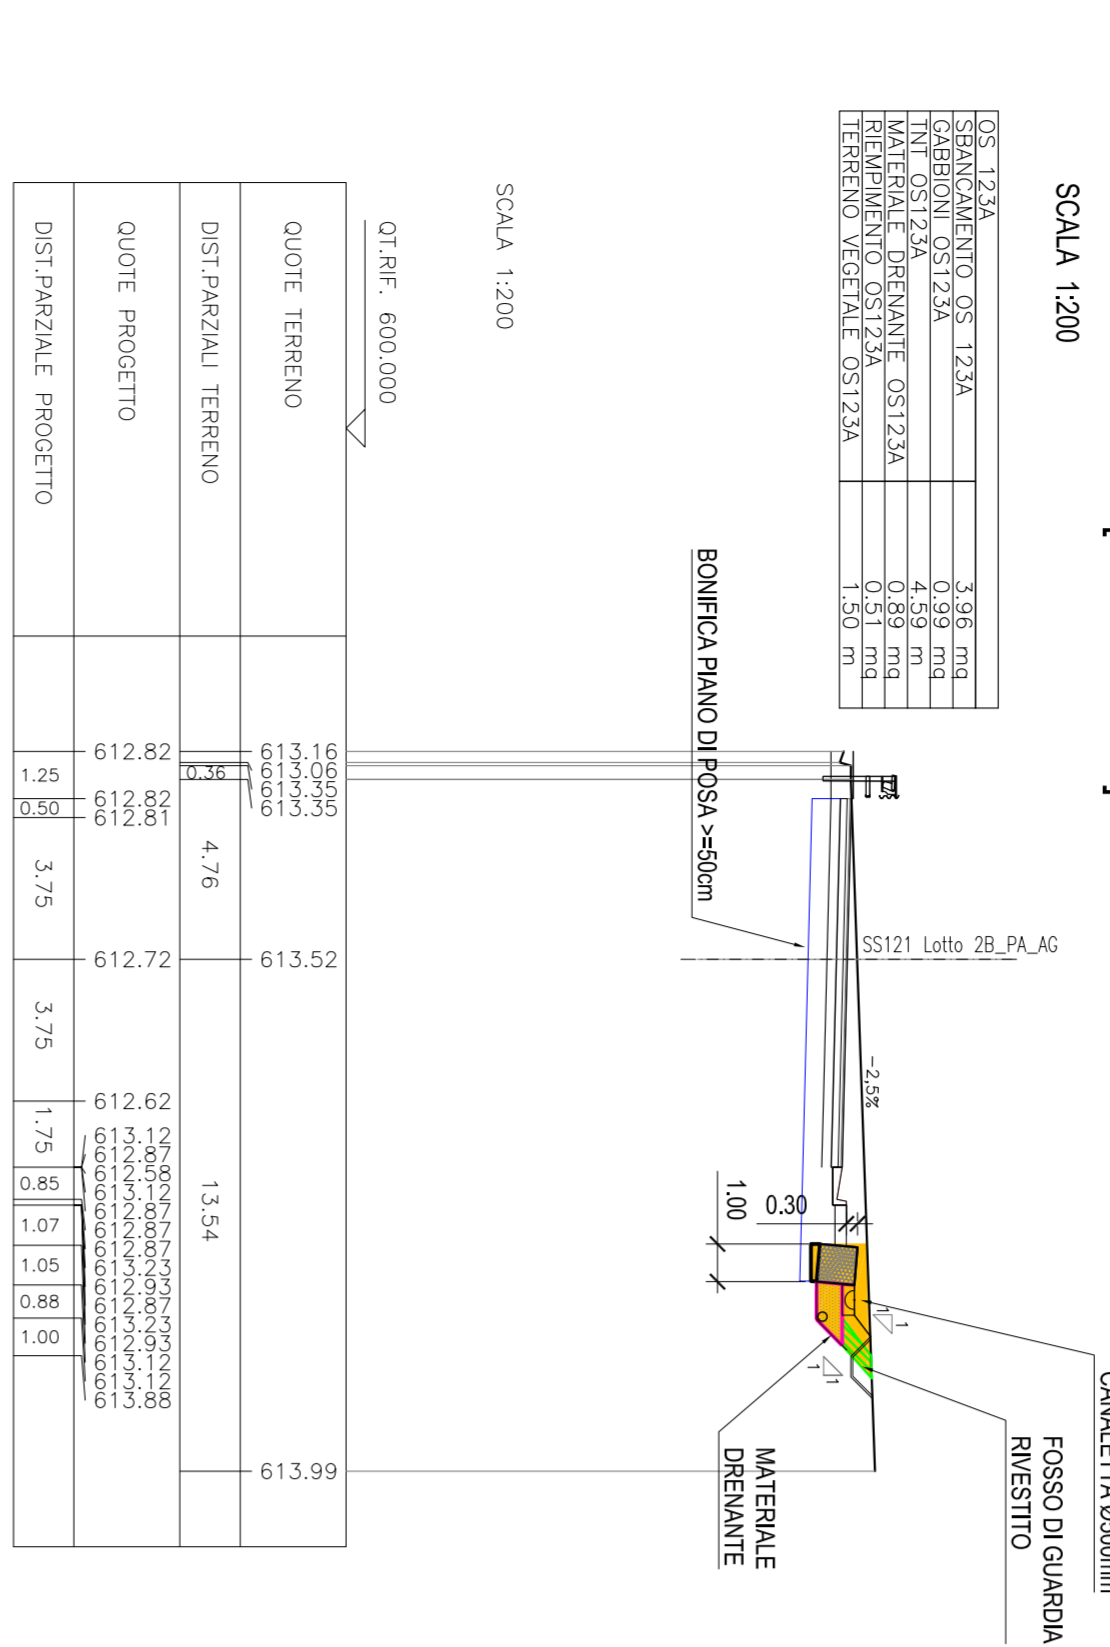 SCALA 1:200
OS 123A
SBANCAMENTO OS 123A 3.96 mq
GABBIONI OS123A 0.99 mq
TNT OS123A 4.59 m
MATERIALE DRENANTE OS123A 0.89 mq
RIEMPIMENTO OS123A 0.51 mq
TERRENO VEGETALE OS123A 1.50 m
BONIFICA PIANO DI POSA >=50cm
SS121 Lotto 2B_PA_AG
-2,5%
0.30
1.00
1
1
1
1
CANALETTA Ø500mm
FOSSO DI GUARDIA
RIVESTITO
MATERIALE
DRENANTE
SCALA 1:200
QT.RIF. 600.000
QUOTE TERRENO
613.16
613.06
613.35
613.35
613.52
613.99
DIST.PARZIALI TERRENO
0.36
4.76
13.54
QUOTE PROGETTO
612.82
612.82
612.81
612.72
612.62
613.12
612.87
612.58
613.12
612.87
612.87
612.87
613.23
612.93
612.87
613.23
612.93
613.12
613.12
613.88
DIST.PARZIALE PROGETTO
1.25
0.50
3.75
3.75
1.75
0.85
1.07
1.05
0.88
1.00